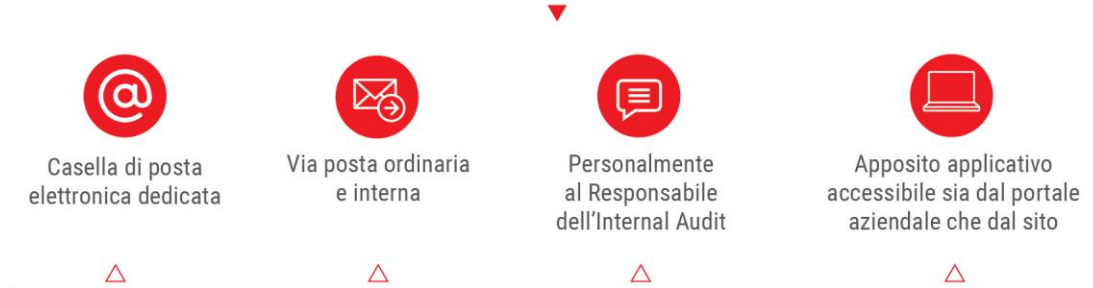 Casella di posta
elettronica dedicata
Via posta ordinaria
e interna
Personalmente
al Responsabile
dell'Internal Audit
Apposito applicativo
accessibile sia dal portale
aziendale che dal sito